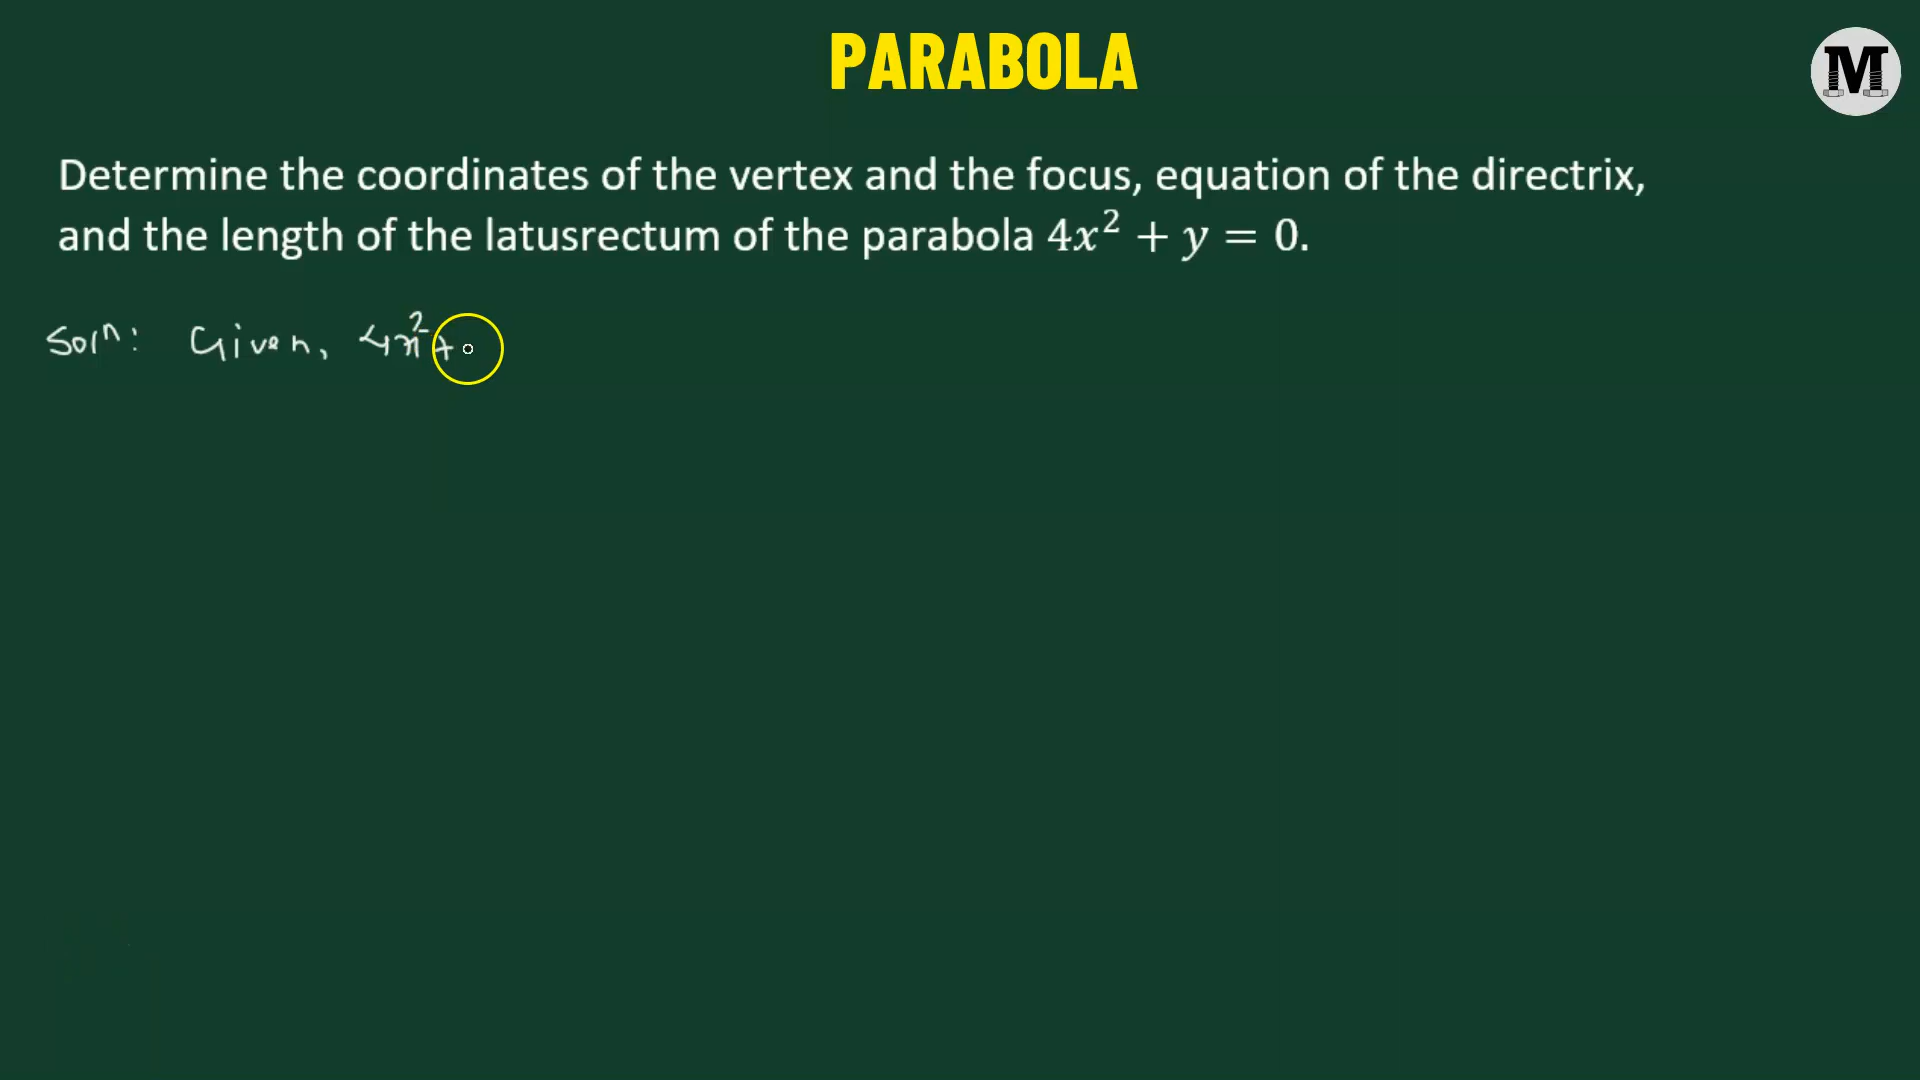 PARABOLA
M
Determine the coordinates of the vertex and the focus, equation of the directrix,
and the length of the latusrectum of the parabola 4x² + y = 0.
Solⁿ: Given, 4x² +